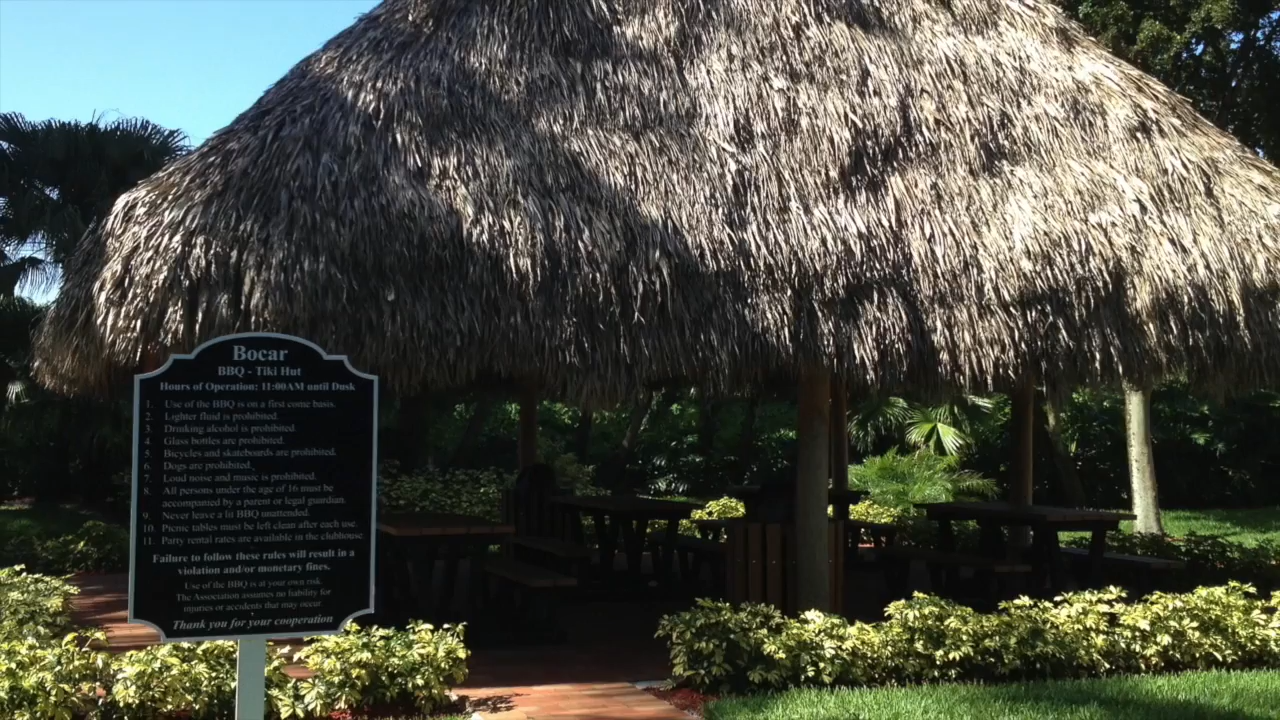 Bocar
BBQ - Tiki Hut
Hours of Operation: 11:00AM until Dusk
1. Use of the BBQ is on a first come basis.
2. Lighter fluid is prohibited.
3. Drinking alcohol is prohibited.
4. Glass bottles are prohibited.
5. Bicycles and skateboards are prohibited.
6. Dogs are prohibited.
7. Loud noise and music is prohibited.
8. All persons under the age of 16 must be
accompanied by a parent or legal guardian.
9. Never leave a lit BBQ unattended.
10. Picnic tables must be left clean after each use.
11. Party rental rates are available in the clubhouse
Failure to follow these rules will result in a
violation and/or monetary fines.
Use of the BBQ is at your own risk.
The Association assumes no liability for
injuries or accidents that may occur.
Thank you for your cooperation